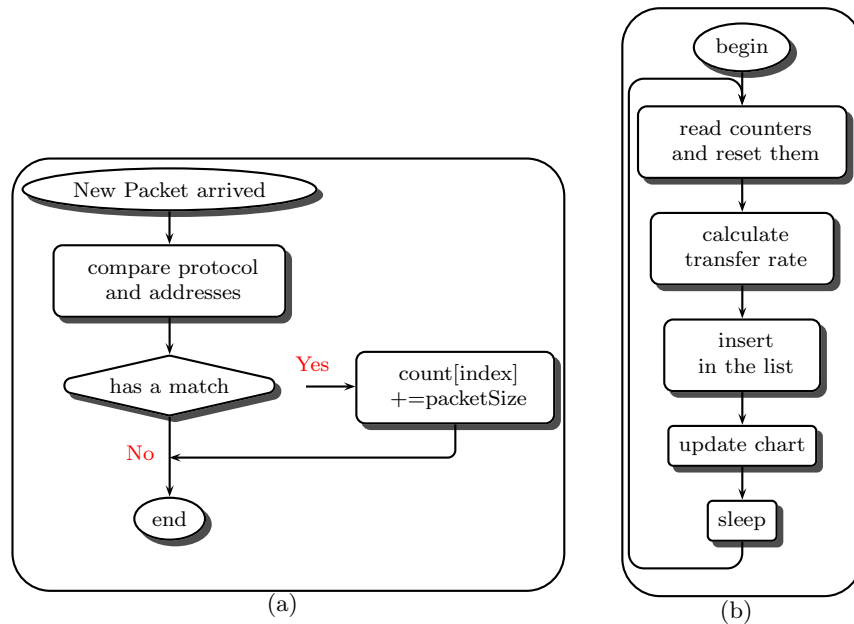 New Packet arrived
compare protocol
and addresses
has a match
Yes
count[index]
+=packetSize
No
end
(a)
begin
read counters
and reset them
calculate
transfer rate
insert
in the list
update chart
sleep
(b)